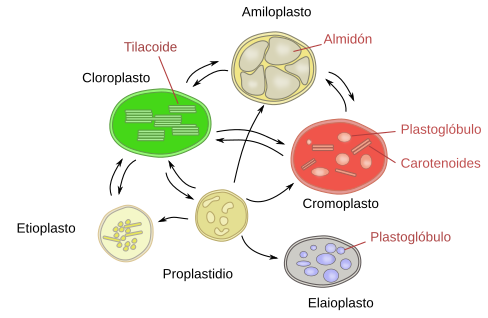 Amiloplasto
Tilacoide
Almidón
Cloroplasto
Plastoglóbulo
Carotenoides
Cromoplasto
Etioplasto
Plastoglóbulo
Proplastidio
Elaioplasto